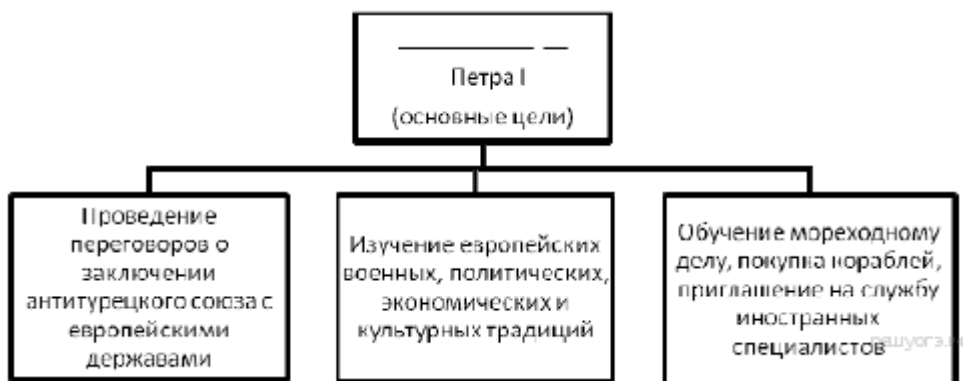 Петра I
(основные цели)
Проведение
переговоров о
заключении
антитурецкого союза с
европейскими
державами
Изучение европейских
военных, политических,
экономических и
культурных традиций
Обучение мореходному
делу, покупка кораблей,
приглашение на службу
иностранных
специалистов